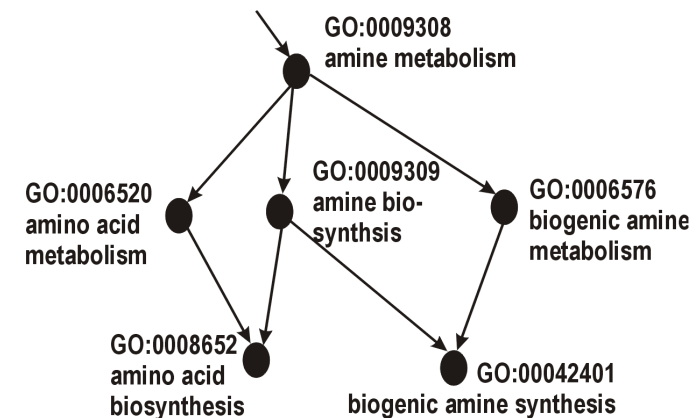 GO:0009308
amine metabolism
GO:0009309
amine bio-
synthsis
GO:0006520
amino acid
metabolism
GO:0006576
biogenic amine
metabolism
GO:0008652
amino acid
biosynthesis
GO:00042401
biogenic amine synthesis